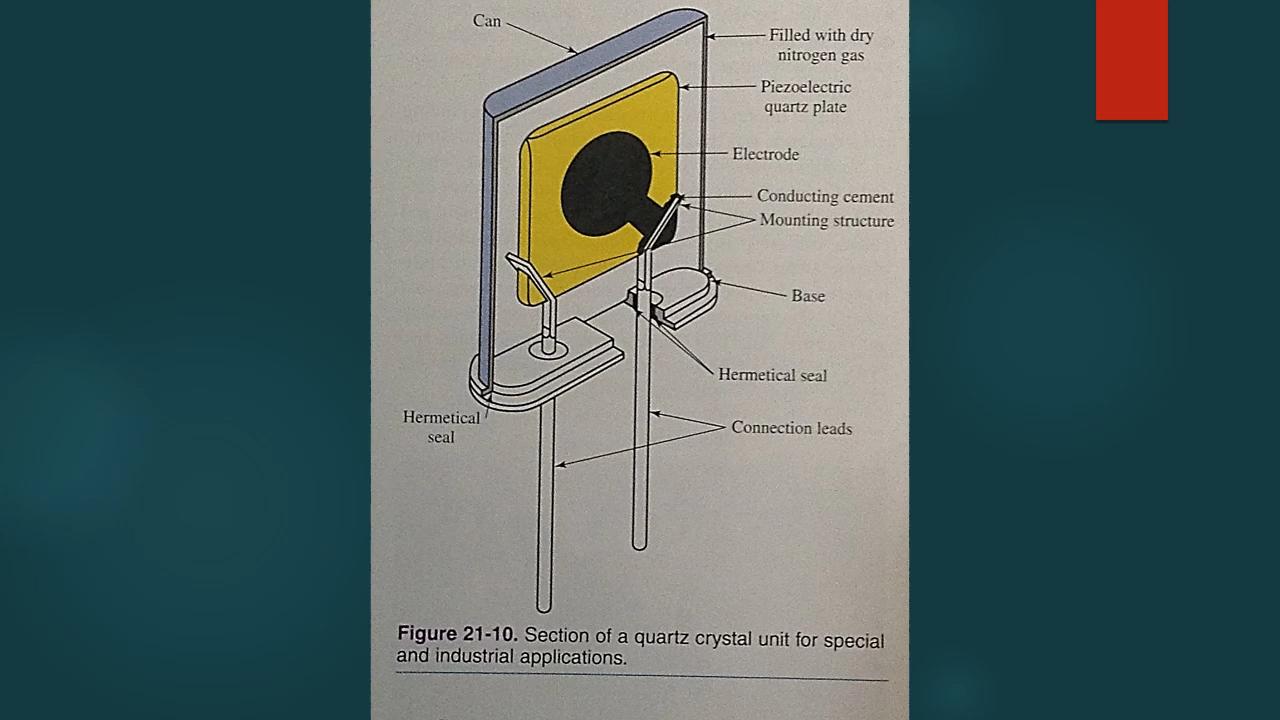 Can
Filled with dry
nitrogen gas
Piezoelectric
quartz plate
Electrode
Conducting cement
Mounting structure
Base
Hermetical seal
Hermetical
seal
Connection leads
Figure 21-10. Section of a quartz crystal unit for special
and industrial applications.